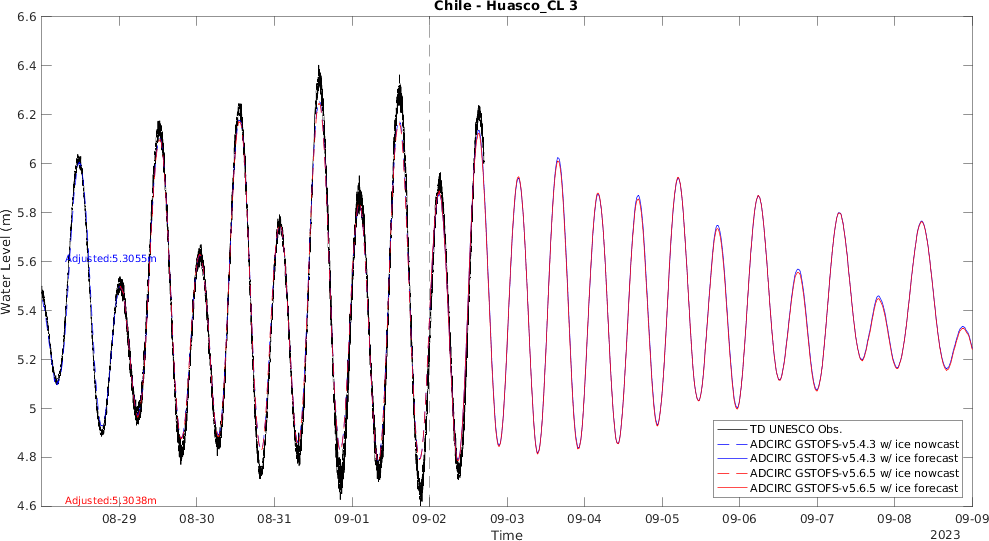 Chile - Huasco_CL 3
Water Level (m)
6.6
6.4
6.2
6
5.8
5.6
5.4
5.2
5
4.8
4.6
Adjusted:5.3055m
Adjusted:5.3038m
TD UNESCO Obs.
ADCIRC GSTOFS-v5.4.3 w/ ice nowcast
ADCIRC GSTOFS-v5.4.3 w/ ice forecast
ADCIRC GSTOFS-v5.6.5 w/ ice nowcast
ADCIRC GSTOFS-v5.6.5 w/ ice forecast
08-29 08-30 08-31 09-01 09-02 09-03 09-04 09-05 09-06 09-07 09-08 09-09
Time
2023